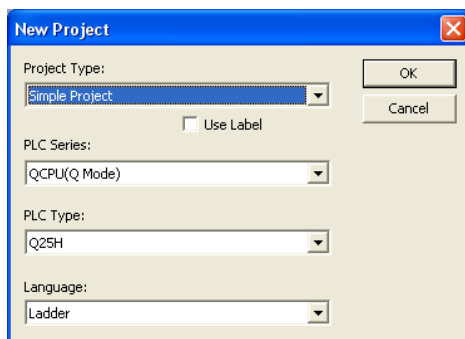 New Project
Project Type:
Simple Project
Use Label
PLC Series:
QCPU(Q Mode)
PLC Type:
Q25H
Language:
Ladder
OK
Cancel